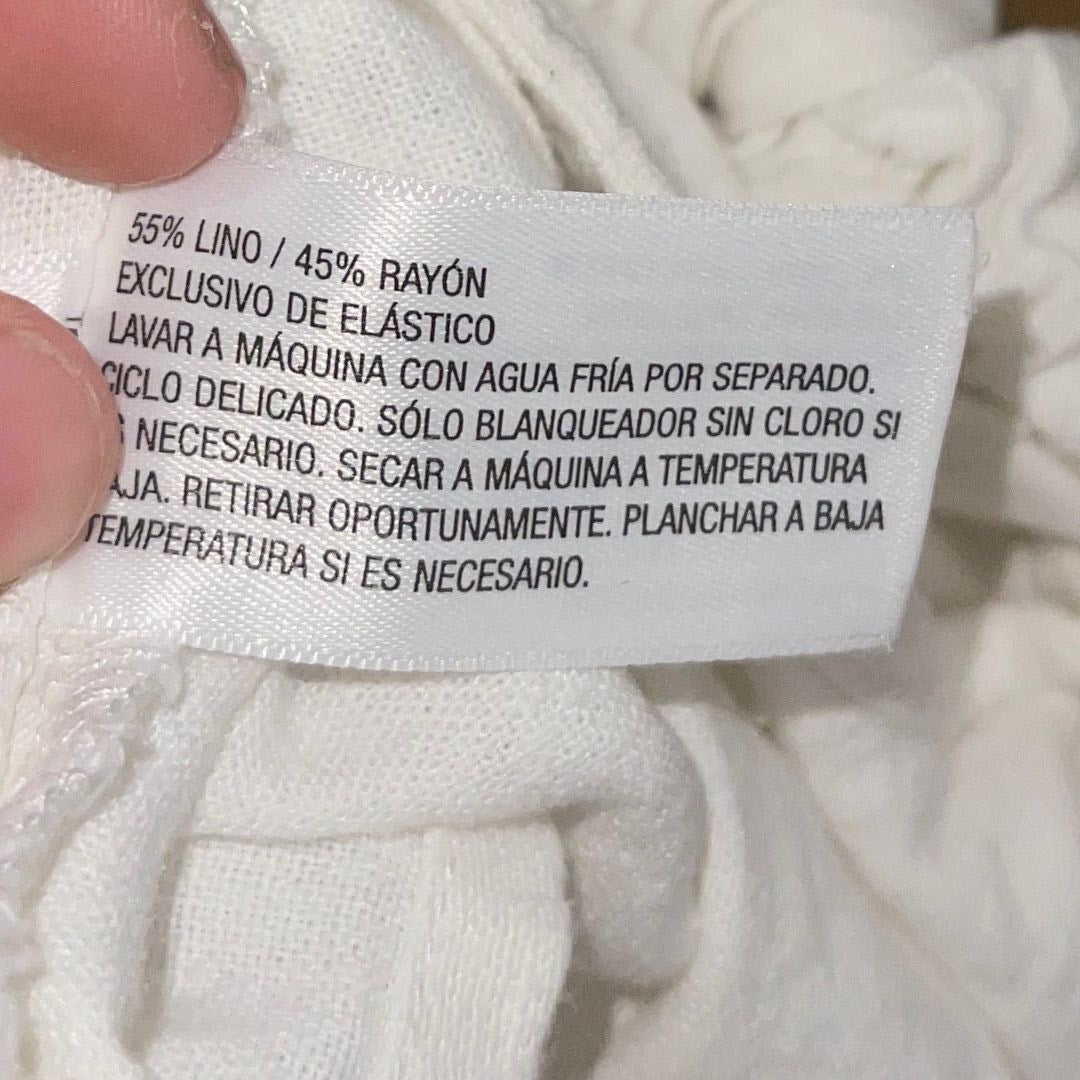 55% LINO / 45% RAYÓN
EXCLUSIVO DE ELÁSTICO
LAVAR A MÁQUINA CON AGUA FRÍA POR SEPARADO.
CICLO DELICADO. SÓLO BLANQUEADOR SIN CLORO SI
NECESARIO. SECAR A MÁQUINA A TEMPERATURA
AJA. RETIRAR OPORTUNAMENTE. PLANCHAR A BAJA
TEMPERATURA SI ES NECESARIO.